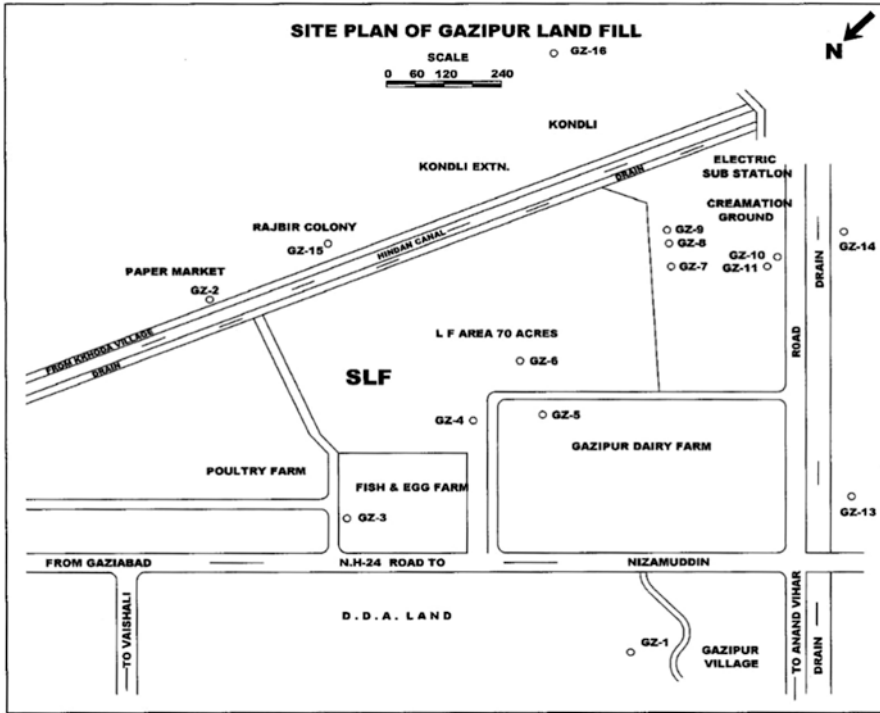 SITE PLAN OF GAZIPUR LAND FILL
SCALE
0 60 120 240
N
GZ-16
KONDLI
KONDLI EXTN.
DRAIN
ELECTRIC
SUB STATION
CREAMATION
GROUND
RAJBIR COLONY
GZ-15
HINDAN CANAL
GZ-9
GZ-8
GZ-7
GZ-10
GZ-11
GZ-14
DRAIN
PAPER MARKET
GZ-2
FROM KKHODA VILLAGE
DRAIN
L F AREA 70 ACRES
GZ-6
ROAD
SLF
GZ-4
GZ-5
GAZIPUR DAIRY FARM
POULTRY FARM
FISH & EGG FARM
GZ-3
GZ-13
FROM GAZIABAD
N.H-24 ROAD TO
NIZAMUDDIN
TO VAISHALI
D.D.A. LAND
GZ-1
GAZIPUR
VILLAGE
TO ANAND VIHAR
DRAIN